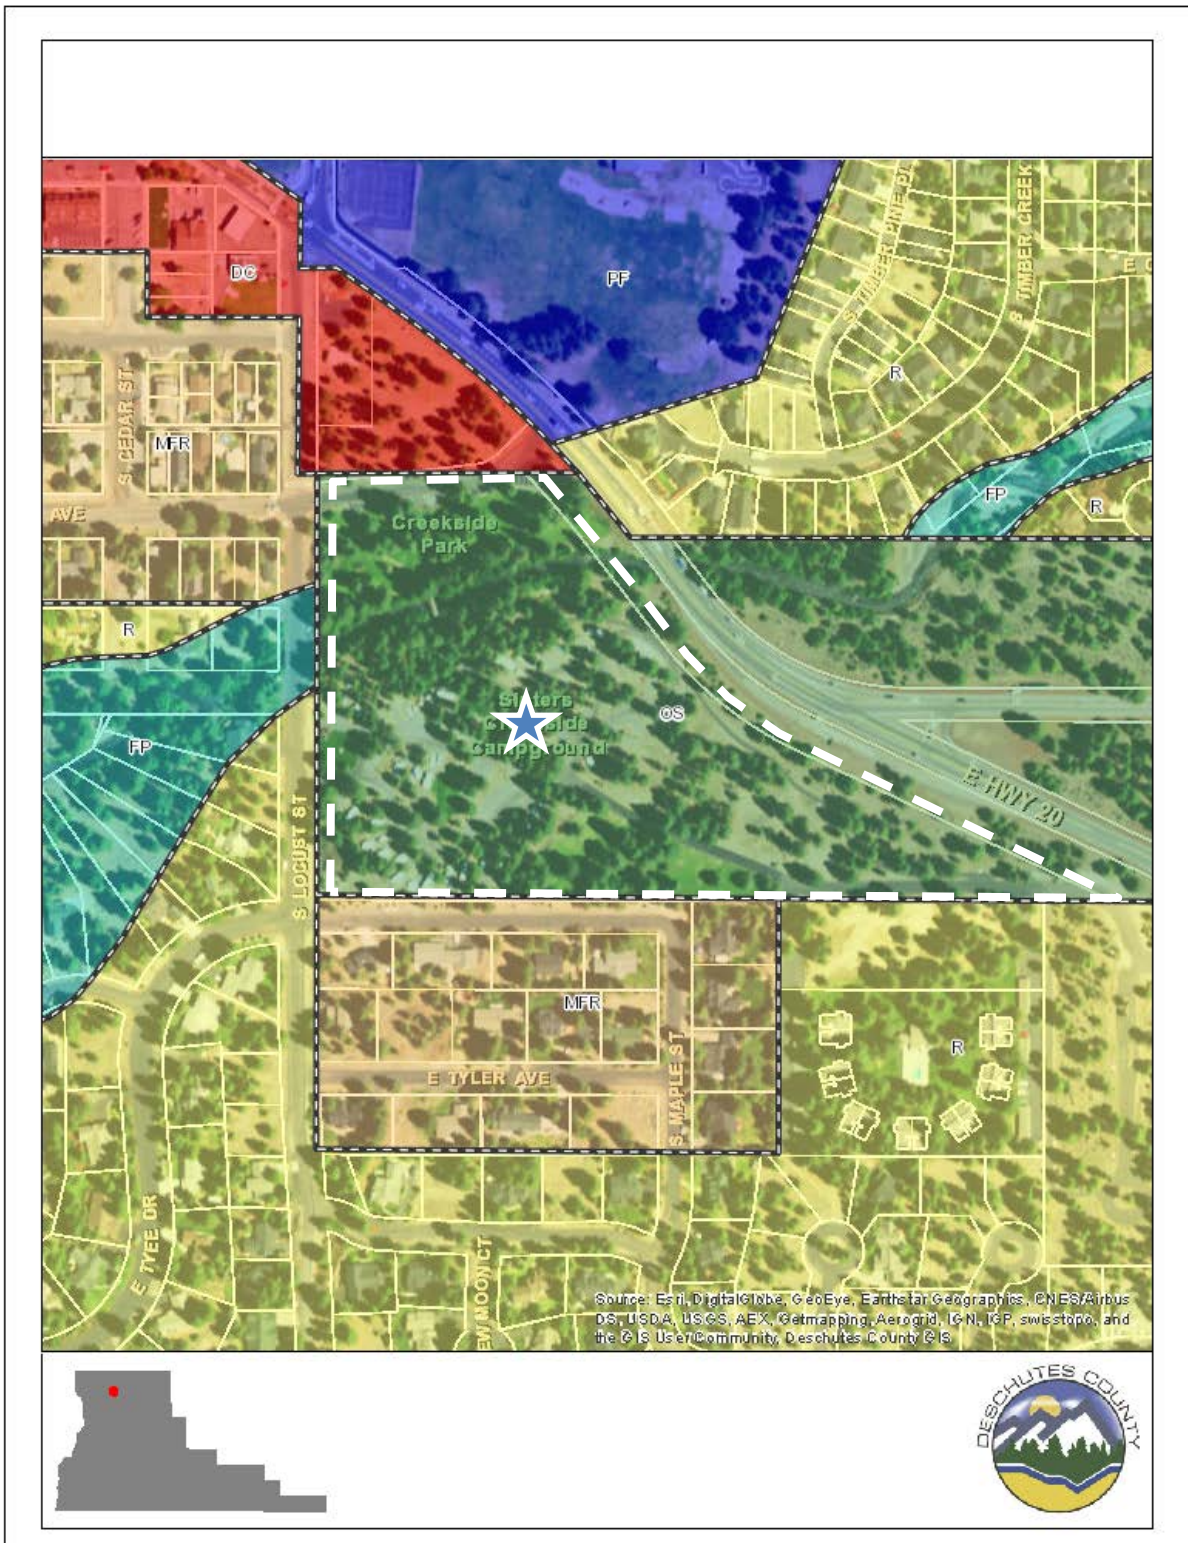 DC
PF
S TIMBER PINE PL
S TIMBER CREEK
R
S CEDAR ST
MFR
FP
R
AVE
Creekside
Park
R
Sisters
Creekside
Campground
OS
FP
E HWY 20
S LOCUST ST
MFR
R
E TYLER AVE
S MAPLE ST
E TYEE DR
EW MOON CT
Source: Esri, DigitalGlobe, GeoEye, Earthstar Geographics, CNES/Airbus
DS, USDA, USGS, AEX, Getmapping, Aerogrid, IGN, IGP, swisstopo, and
the GIS User Community, Deschutes County GIS
DESCHUTES COUNTY